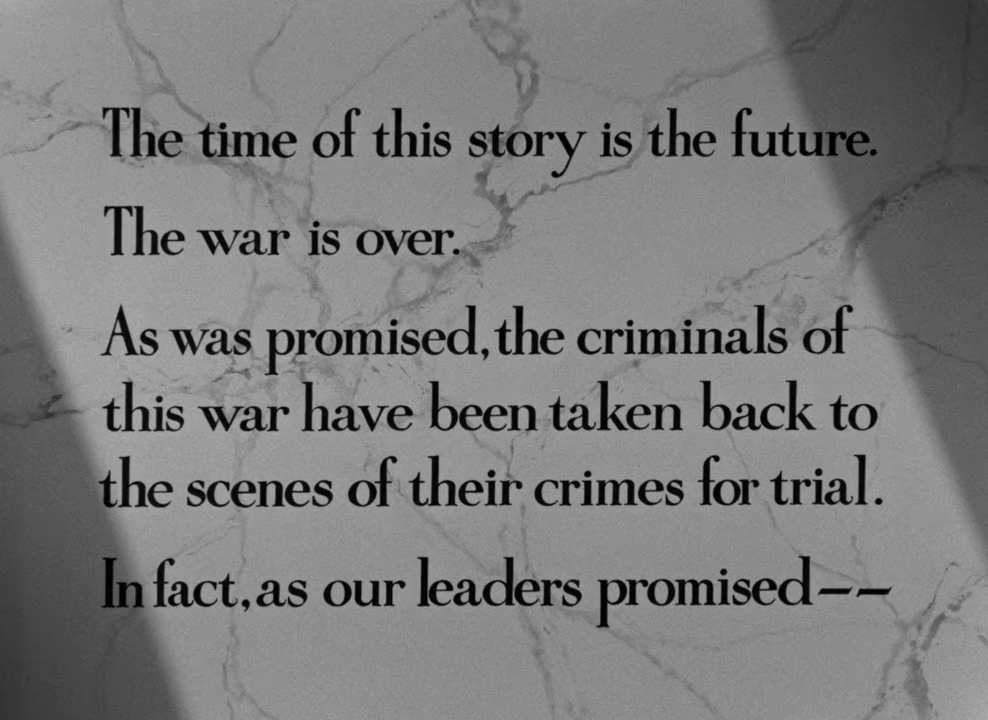 The time of this story is the future.
The war is over.
As was promised, the criminals of
this war have been taken back to
the scenes of their crimes for trial.
In fact, as our leaders promised––